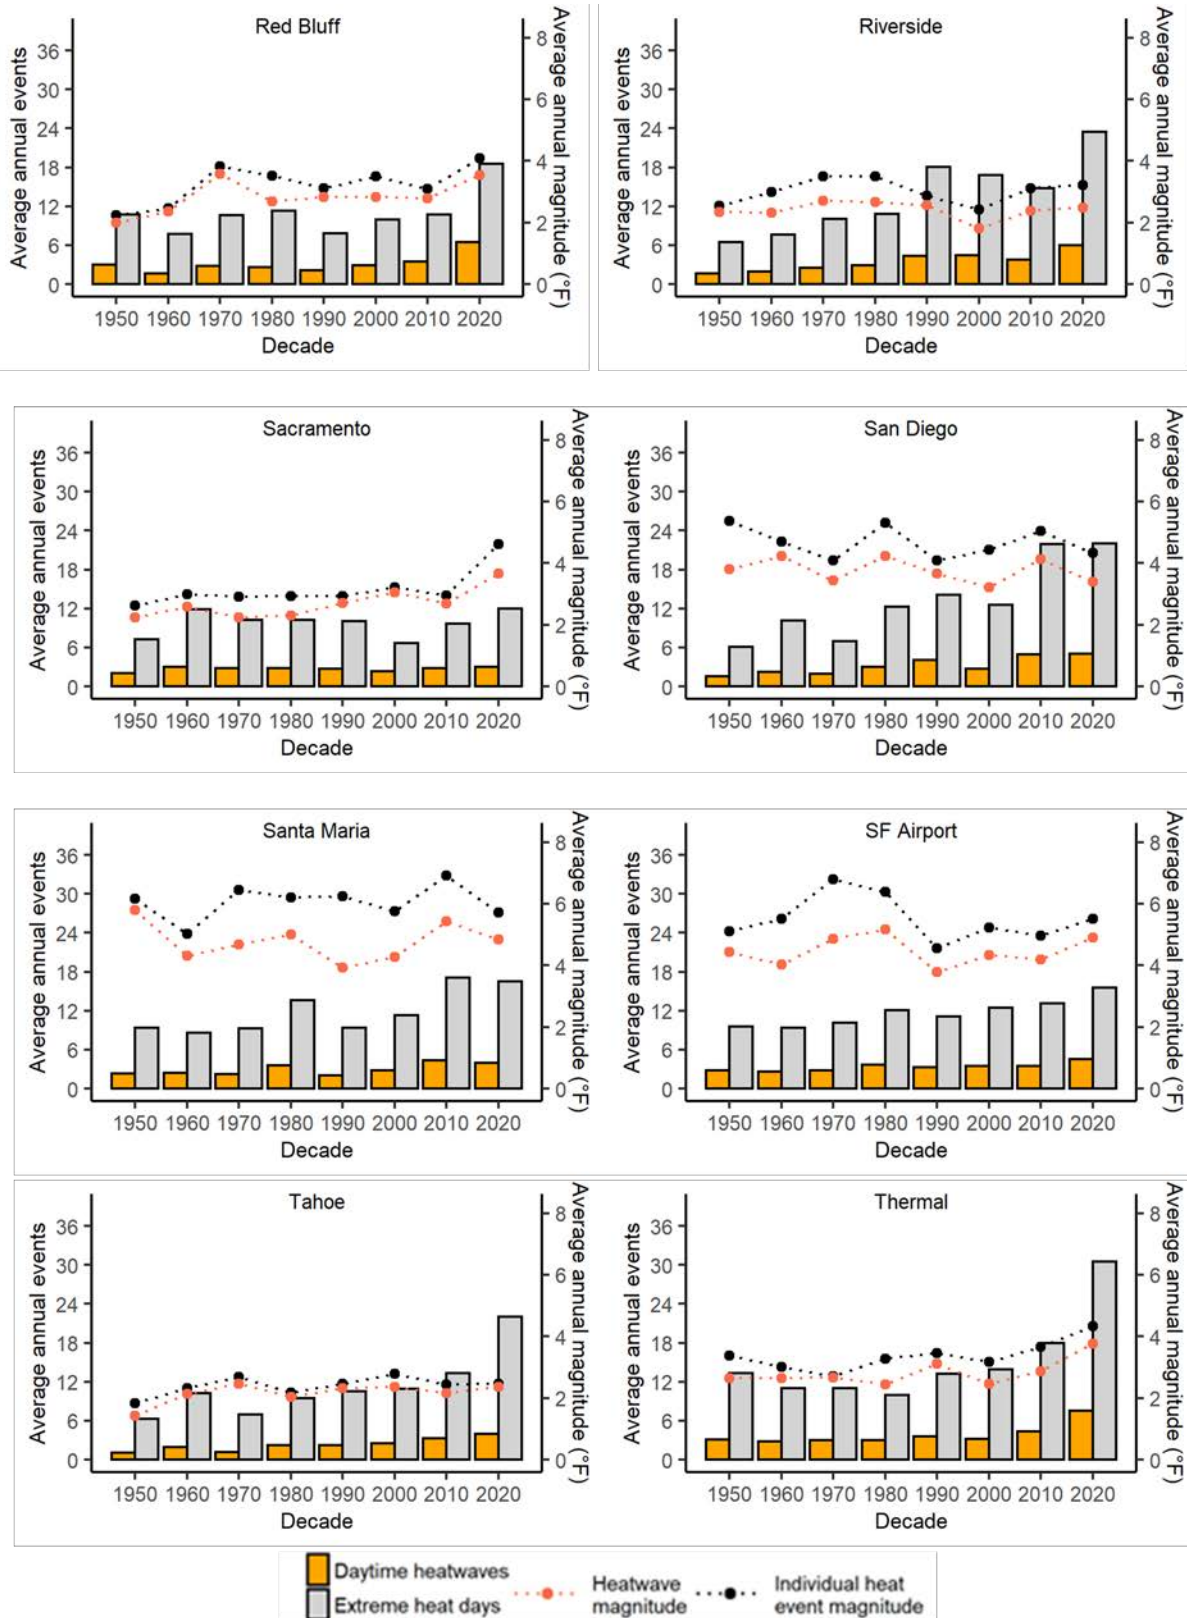 Red Bluff
Average annual events
36
30
24
18
12
6
0
Average annual magnitude (°F)
8
6
4
2
0
1950 1960 1970 1980 1990 2000 2010 2020
Decade
Riverside
Average annual events
36
30
24
18
12
6
0
Average annual magnitude (°F)
8
6
4
2
0
1950 1960 1970 1980 1990 2000 2010 2020
Decade
Sacramento
Average annual events
36
30
24
18
12
6
0
Average annual magnitude (°F)
8
6
4
2
0
1950 1960 1970 1980 1990 2000 2010 2020
Decade
San Diego
Average annual events
36
30
24
18
12
6
0
Average annual magnitude (°F)
8
6
4
2
0
1950 1960 1970 1980 1990 2000 2010 2020
Decade
Santa Maria
Average annual events
36
30
24
18
12
6
0
Average annual magnitude (°F)
8
6
4
2
0
1950 1960 1970 1980 1990 2000 2010 2020
Decade
SF Airport
Average annual events
36
30
24
18
12
6
0
Average annual magnitude (°F)
8
6
4
2
0
1950 1960 1970 1980 1990 2000 2010 2020
Decade
Tahoe
Average annual events
36
30
24
18
12
6
0
Average annual magnitude (°F)
8
6
4
2
0
1950 1960 1970 1980 1990 2000 2010 2020
Decade
Thermal
Average annual events
36
30
24
18
12
6
0
Average annual magnitude (°F)
8
6
4
2
0
1950 1960 1970 1980 1990 2000 2010 2020
Decade
Daytime heatwaves
Extreme heat days
Heatwave
magnitude
Individual heat
event magnitude